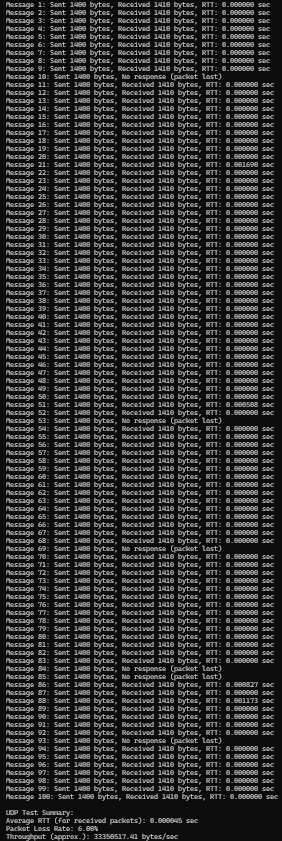 Message 1: Sent 1400 bytes, Received 1410 bytes, RTT: 0.000000 sec
Message 2: Sent 1400 bytes, Received 1410 bytes, RTT: 0.000000 sec
Message 3: Sent 1400 bytes, Received 1410 bytes, RTT: 0.000000 sec
Message 4: Sent 1400 bytes, Received 1410 bytes, RTT: 0.000000 sec
Message 5: Sent 1400 bytes, Received 1410 bytes, RTT: 0.000000 sec
Message 6: Sent 1400 bytes, Received 1410 bytes, RTT: 0.000000 sec
Message 7: Sent 1400 bytes, Received 1410 bytes, RTT: 0.000000 sec
Message 8: Sent 1400 bytes, Received 1410 bytes, RTT: 0.000000 sec
Message 9: Sent 1400 bytes, Received 1410 bytes, RTT: 0.000000 sec
Message 10: Sent 1400 bytes, No response (packet lost)
Message 11: Sent 1400 bytes, Received 1410 bytes, RTT: 0.000000 sec
Message 12: Sent 1400 bytes, Received 1410 bytes, RTT: 0.000000 sec
Message 13: Sent 1400 bytes, Received 1410 bytes, RTT: 0.000000 sec
Message 14: Sent 1400 bytes, Received 1410 bytes, RTT: 0.000000 sec
Message 15: Sent 1400 bytes, Received 1410 bytes, RTT: 0.000000 sec
Message 16: Sent 1400 bytes, Received 1410 bytes, RTT: 0.000000 sec
Message 17: Sent 1400 bytes, Received 1410 bytes, RTT: 0.000000 sec
Message 18: Sent 1400 bytes, Received 1410 bytes, RTT: 0.000000 sec
Message 19: Sent 1400 bytes, Received 1410 bytes, RTT: 0.000000 sec
Message 20: Sent 1400 bytes, Received 1410 bytes, RTT: 0.000000 sec
Message 21: Sent 1400 bytes, Received 1410 bytes, RTT: 0.001690 sec
Message 22: Sent 1400 bytes, Received 1410 bytes, RTT: 0.000000 sec
Message 23: Sent 1400 bytes, Received 1410 bytes, RTT: 0.000000 sec
Message 24: Sent 1400 bytes, Received 1410 bytes, RTT: 0.000000 sec
Message 25: Sent 1400 bytes, Received 1410 bytes, RTT: 0.000000 sec
Message 26: Sent 1400 bytes, Received 1410 bytes, RTT: 0.000000 sec
Message 27: Sent 1400 bytes, Received 1410 bytes, RTT: 0.000000 sec
Message 28: Sent 1400 bytes, Received 1410 bytes, RTT: 0.000000 sec
Message 29: Sent 1400 bytes, Received 1410 bytes, RTT: 0.000000 sec
Message 30: Sent 1400 bytes, Received 1410 bytes, RTT: 0.000000 sec
Message 31: Sent 1400 bytes, Received 1410 bytes, RTT: 0.000000 sec
Message 32: Sent 1400 bytes, Received 1410 bytes, RTT: 0.000000 sec
Message 33: Sent 1400 bytes, Received 1410 bytes, RTT: 0.000000 sec
Message 34: Sent 1400 bytes, Received 1410 bytes, RTT: 0.000000 sec
Message 35: Sent 1400 bytes, Received 1410 bytes, RTT: 0.000000 sec
Message 36: Sent 1400 bytes, Received 1410 bytes, RTT: 0.000000 sec
Message 37: Sent 1400 bytes, Received 1410 bytes, RTT: 0.000000 sec
Message 38: Sent 1400 bytes, Received 1410 bytes, RTT: 0.000000 sec
Message 39: Sent 1400 bytes, Received 1410 bytes, RTT: 0.000000 sec
Message 40: Sent 1400 bytes, Received 1410 bytes, RTT: 0.000000 sec
Message 41: Sent 1400 bytes, Received 1410 bytes, RTT: 0.000000 sec
Message 42: Sent 1400 bytes, Received 1410 bytes, RTT: 0.000000 sec
Message 43: Sent 1400 bytes, Received 1410 bytes, RTT: 0.000000 sec
Message 44: Sent 1400 bytes, Received 1410 bytes, RTT: 0.000000 sec
Message 45: Sent 1400 bytes, Received 1410 bytes, RTT: 0.000000 sec
Message 46: Sent 1400 bytes, Received 1410 bytes, RTT: 0.000000 sec
Message 47: Sent 1400 bytes, Received 1410 bytes, RTT: 0.000000 sec
Message 48: Sent 1400 bytes, Received 1410 bytes, RTT: 0.000000 sec
Message 49: Sent 1400 bytes, Received 1410 bytes, RTT: 0.000000 sec
Message 50: Sent 1400 bytes, Received 1410 bytes, RTT: 0.000000 sec
Message 51: Sent 1400 bytes, Received 1410 bytes, RTT: 0.000508 sec
Message 52: Sent 1400 bytes, Received 1410 bytes, RTT: 0.000000 sec
Message 53: Sent 1400 bytes, No response (packet lost)
Message 54: Sent 1400 bytes, Received 1410 bytes, RTT: 0.000000 sec
Message 55: Sent 1400 bytes, Received 1410 bytes, RTT: 0.000000 sec
Message 56: Sent 1400 bytes, Received 1410 bytes, RTT: 0.000000 sec
Message 57: Sent 1400 bytes, Received 1410 bytes, RTT: 0.000000 sec
Message 58: Sent 1400 bytes, Received 1410 bytes, RTT: 0.000000 sec
Message 59: Sent 1400 bytes, Received 1410 bytes, RTT: 0.000000 sec
Message 60: Sent 1400 bytes, Received 1410 bytes, RTT: 0.000000 sec
Message 61: Sent 1400 bytes, Received 1410 bytes, RTT: 0.000000 sec
Message 62: Sent 1400 bytes, Received 1410 bytes, RTT: 0.000000 sec
Message 63: Sent 1400 bytes, Received 1410 bytes, RTT: 0.000000 sec
Message 64: Sent 1400 bytes, Received 1410 bytes, RTT: 0.000000 sec
Message 65: Sent 1400 bytes, Received 1410 bytes, RTT: 0.000000 sec
Message 66: Sent 1400 bytes, Received 1410 bytes, RTT: 0.000000 sec
Message 67: Sent 1400 bytes, Received 1410 bytes, RTT: 0.000000 sec
Message 68: Sent 1400 bytes, Received 1410 bytes, RTT: 0.000000 sec
Message 69: Sent 1400 bytes, No response (packet lost)
Message 70: Sent 1400 bytes, Received 1410 bytes, RTT: 0.000000 sec
Message 71: Sent 1400 bytes, Received 1410 bytes, RTT: 0.000000 sec
Message 72: Sent 1400 bytes, Received 1410 bytes, RTT: 0.000000 sec
Message 73: Sent 1400 bytes, Received 1410 bytes, RTT: 0.000000 sec
Message 74: Sent 1400 bytes, Received 1410 bytes, RTT: 0.000000 sec
Message 75: Sent 1400 bytes, Received 1410 bytes, RTT: 0.000000 sec
Message 76: Sent 1400 bytes, Received 1410 bytes, RTT: 0.000000 sec
Message 77: Sent 1400 bytes, Received 1410 bytes, RTT: 0.000000 sec
Message 78: Sent 1400 bytes, Received 1410 bytes, RTT: 0.000000 sec
Message 79: Sent 1400 bytes, Received 1410 bytes, RTT: 0.000000 sec
Message 80: Sent 1400 bytes, Received 1410 bytes, RTT: 0.000000 sec
Message 81: Sent 1400 bytes, Received 1410 bytes, RTT: 0.000000 sec
Message 82: Sent 1400 bytes, Received 1410 bytes, RTT: 0.000000 sec
Message 83: Sent 1400 bytes, Received 1410 bytes, RTT: 0.000000 sec
Message 84: Sent 1400 bytes, No response (packet lost)
Message 85: Sent 1400 bytes, No response (packet lost)
Message 86: Sent 1400 bytes, Received 1410 bytes, RTT: 0.000827 sec
Message 87: Sent 1400 bytes, Received 1410 bytes, RTT: 0.000000 sec
Message 88: Sent 1400 bytes, Received 1410 bytes, RTT: 0.001173 sec
Message 89: Sent 1400 bytes, Received 1410 bytes, RTT: 0.000000 sec
Message 90: Sent 1400 bytes, Received 1410 bytes, RTT: 0.000000 sec
Message 91: Sent 1400 bytes, Received 1410 bytes, RTT: 0.000000 sec
Message 92: Sent 1400 bytes, Received 1410 bytes, RTT: 0.000000 sec
Message 93: Sent 1400 bytes, No response (packet lost)
Message 94: Sent 1400 bytes, Received 1410 bytes, RTT: 0.000000 sec
Message 95: Sent 1400 bytes, Received 1410 bytes, RTT: 0.000000 sec
Message 96: Sent 1400 bytes, Received 1410 bytes, RTT: 0.000000 sec
Message 97: Sent 1400 bytes, Received 1410 bytes, RTT: 0.000000 sec
Message 98: Sent 1400 bytes, Received 1410 bytes, RTT: 0.000000 sec
Message 99: Sent 1400 bytes, Received 1410 bytes, RTT: 0.000000 sec
Message 100: Sent 1400 bytes, Received 1410 bytes, RTT: 0.000000 sec
UDP Test Summary:
Average RTT (for received packets): 0.000045 sec
Packet Loss Rate: 6.00%
Throughput (approx.): 33350517.41 bytes/sec